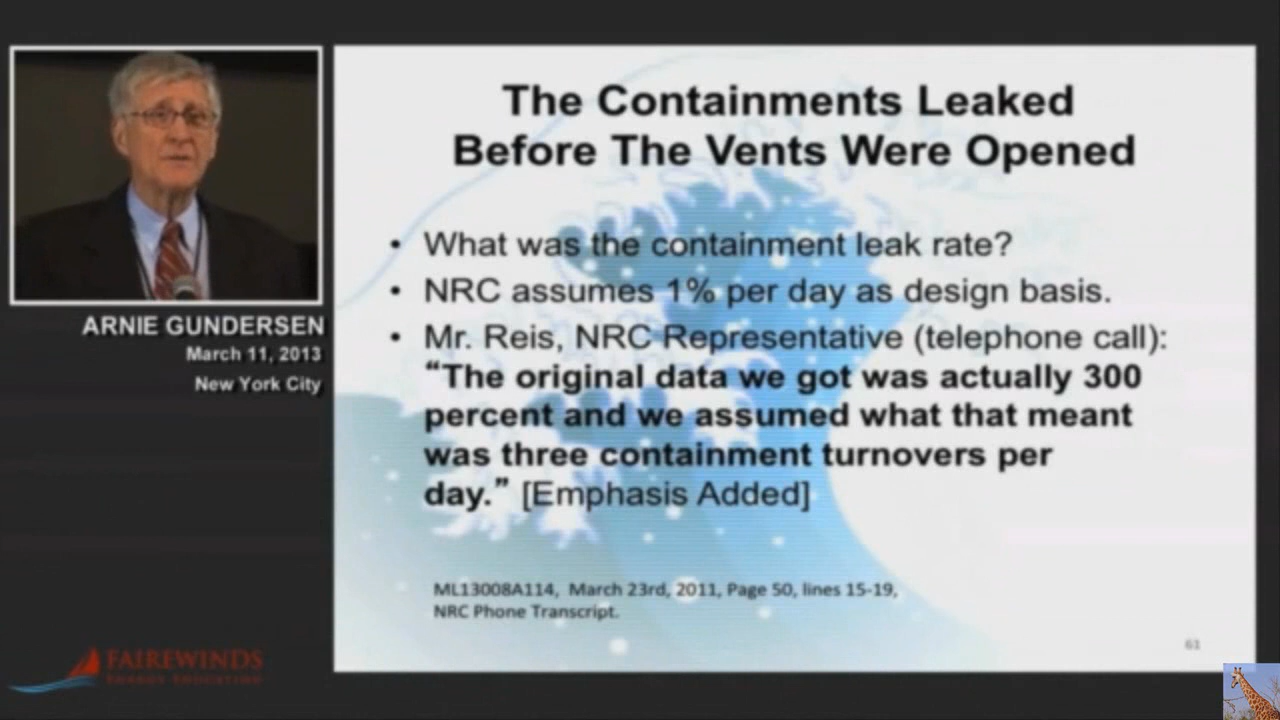 The Containments Leaked
Before The Vents Were Opened
• What was the containment leak rate?
• NRC assumes 1% per day as design basis.
• Mr. Reis, NRC Representative (telephone call):
“The original data we got was actually 300
percent and we assumed what that meant
was three containment turnovers per
day.” [Emphasis Added]
ML13008A114, March 23rd, 2011, Page 50, lines 15-19,
NRC Phone Transcript.
61
ARNIE GUNDERSEN
March 11, 2013
New York City
FAIREWINDS
ENERGY EDUCATION